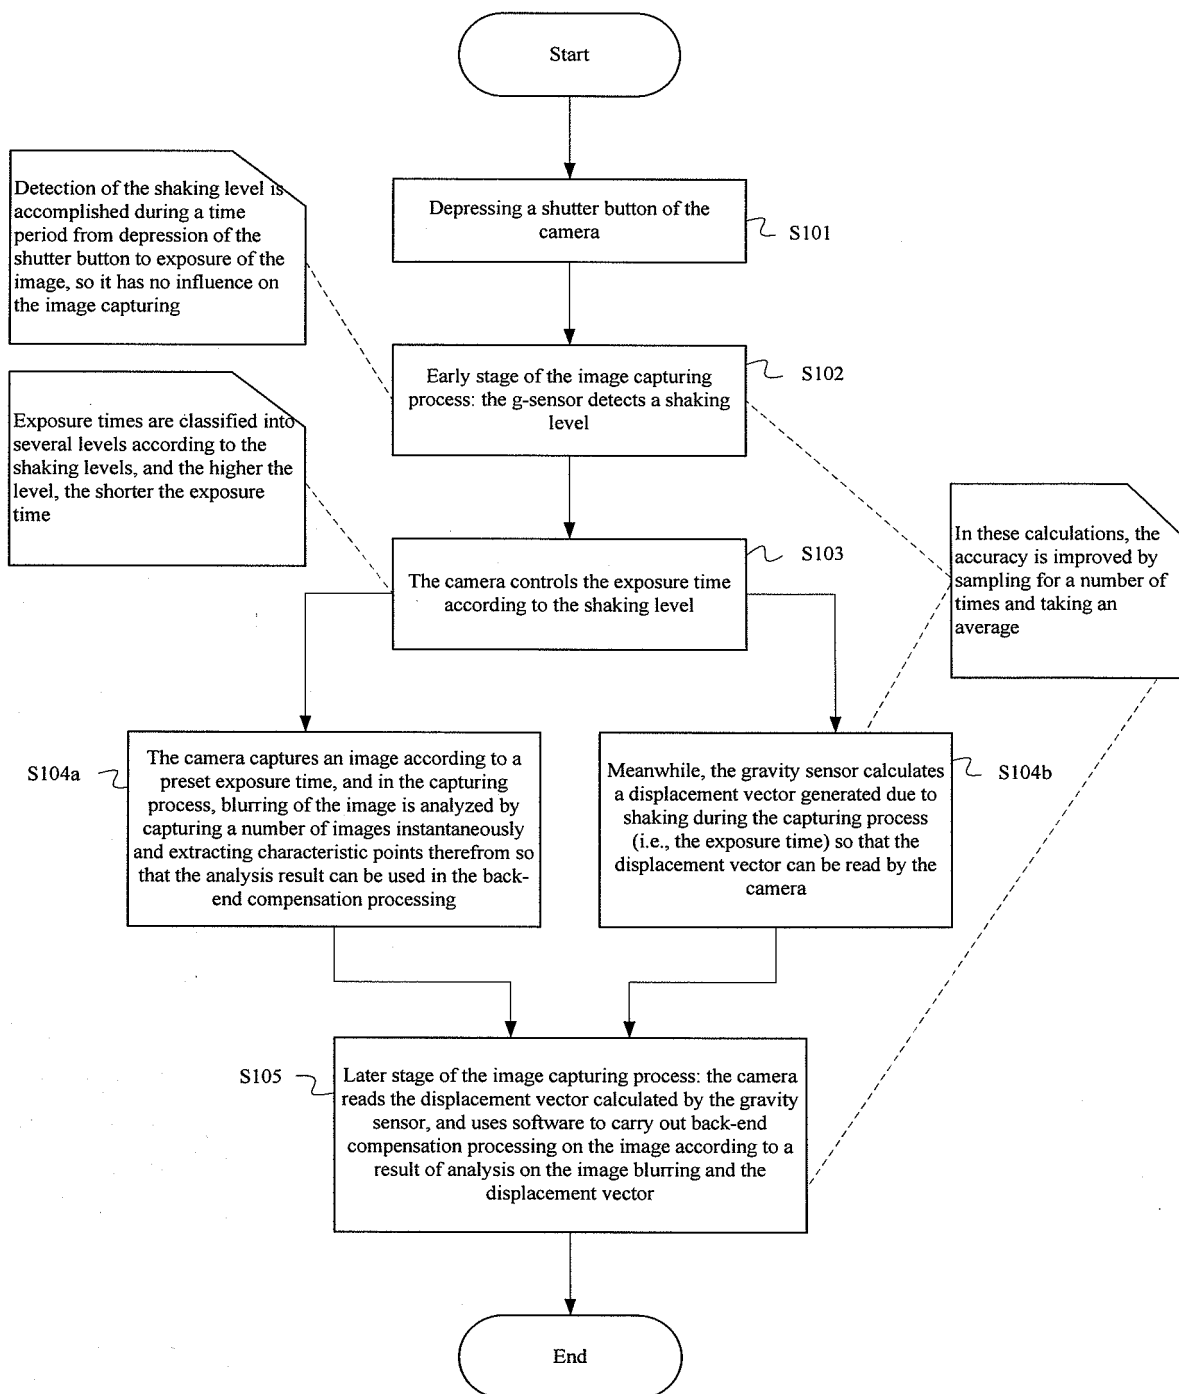 Start
Detection of the shaking level is
accomplished during a time
period from depression of the
shutter button to exposure of the
image, so it has no influence on
the image capturing
Depressing a shutter button of the
camera
S101
Early stage of the image capturing
process: the g-sensor detects a shaking
level
S102
Exposure times are classified into
several levels according to the
shaking levels, and the higher the
level, the shorter the exposure
time
The camera controls the exposure time
according to the shaking level
S103
In these calculations, the
accuracy is improved by
sampling for a number of
times and taking an
average
S104a
The camera captures an image according to a
preset exposure time, and in the capturing
process, blurring of the image is analyzed by
capturing a number of images instantaneously
and extracting characteristic points therefrom so
that the analysis result can be used in the back-
end compensation processing
Meanwhile, the gravity sensor calculates
a displacement vector generated due to
shaking during the capturing process
(i.e., the exposure time) so that the
displacement vector can be read by the
camera
S104b
S105
Later stage of the image capturing process: the camera
reads the displacement vector calculated by the gravity
sensor, and uses software to carry out back-end
compensation processing on the image according to a
result of analysis on the image blurring and the
displacement vector
End